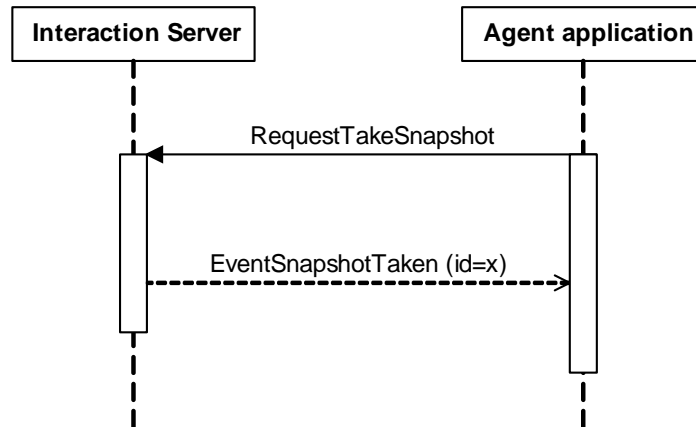 Interaction Server
Agent application
RequestTakeSnapshot
EventSnapshotTaken (id=x)